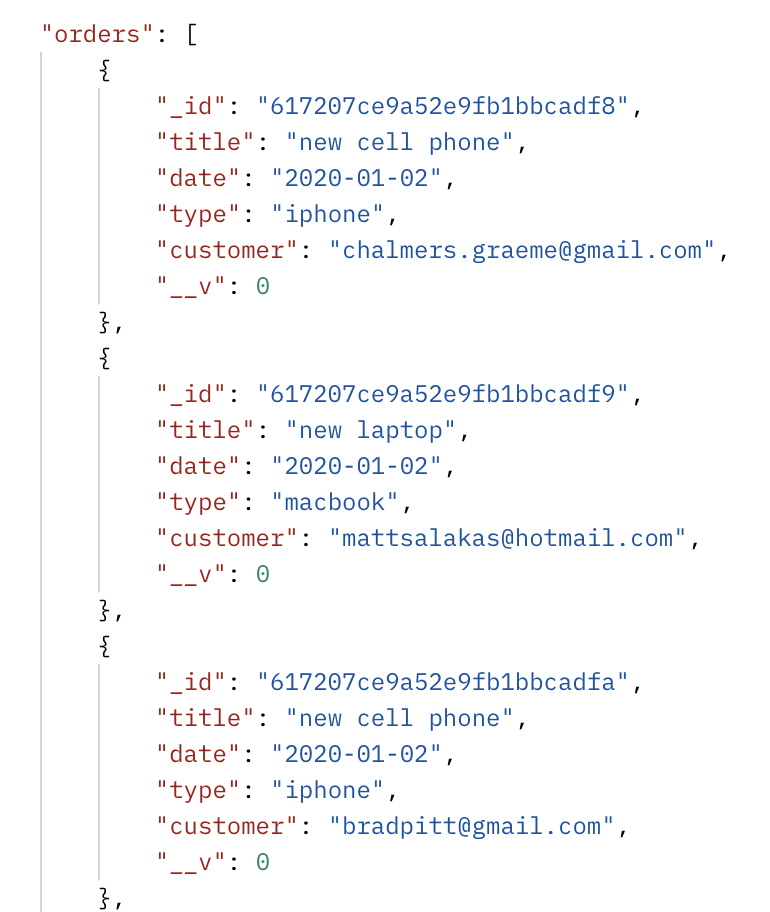 "orders": [
{
"_id": "617207ce9a52e9fb1bbcadf8",
"title": "new cell phone",
"date": "2020-01-02",
"type": "iphone",
"customer": "chalmers.graeme@gmail.com",
"__v": 0
},
{
"_id": "617207ce9a52e9fb1bbcadf9",
"title": "new laptop",
"date": "2020-01-02",
"type": "macbook",
"customer": "mattsalakas@hotmail.com",
"__v": 0
},
{
"_id": "617207ce9a52e9fb1bbcadfa",
"title": "new cell phone",
"date": "2020-01-02",
"type": "iphone",
"customer": "bradpitt@gmail.com",
"__v": 0
},